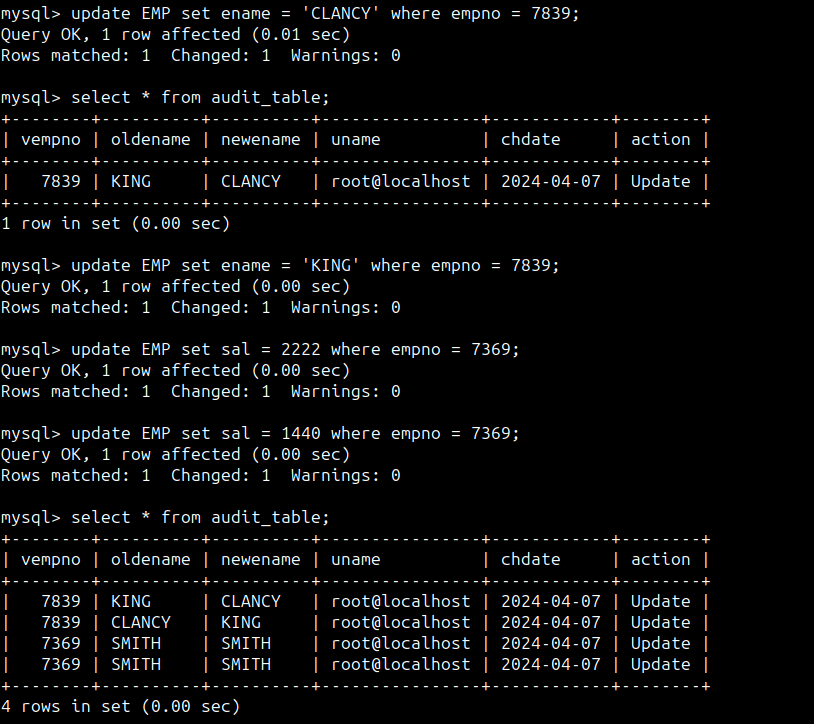 mysql> update EMP set ename = 'CLANCY' where empno = 7839;
Query OK, 1 row affected (0.01 sec)
Rows matched: 1  Changed: 1  Warnings: 0

mysql> select * from audit_table;
+--------+----------+----------+----------------+------------+--------+
| vempno | oldename | newename | uname          | chdate     | action |
+--------+----------+----------+----------------+------------+--------+
|   7839 | KING     | CLANCY   | root@localhost | 2024-04-07 | Update |
+--------+----------+----------+----------------+------------+--------+
1 row in set (0.00 sec)

mysql> update EMP set ename = 'KING' where empno = 7839;
Query OK, 1 row affected (0.00 sec)
Rows matched: 1  Changed: 1  Warnings: 0

mysql> update EMP set sal = 2222 where empno = 7369;
Query OK, 1 row affected (0.00 sec)
Rows matched: 1  Changed: 1  Warnings: 0

mysql> update EMP set sal = 1440 where empno = 7369;
Query OK, 1 row affected (0.00 sec)
Rows matched: 1  Changed: 1  Warnings: 0

mysql> select * from audit_table;
+--------+----------+----------+----------------+------------+--------+
| vempno | oldename | newename | uname          | chdate     | action |
+--------+----------+----------+----------------+------------+--------+
|   7839 | KING     | CLANCY   | root@localhost | 2024-04-07 | Update |
|   7839 | CLANCY   | KING     | root@localhost | 2024-04-07 | Update |
|   7369 | SMITH    | SMITH    | root@localhost | 2024-04-07 | Update |
|   7369 | SMITH    | SMITH    | root@localhost | 2024-04-07 | Update |
+--------+----------+----------+----------------+------------+--------+
4 rows in set (0.00 sec)